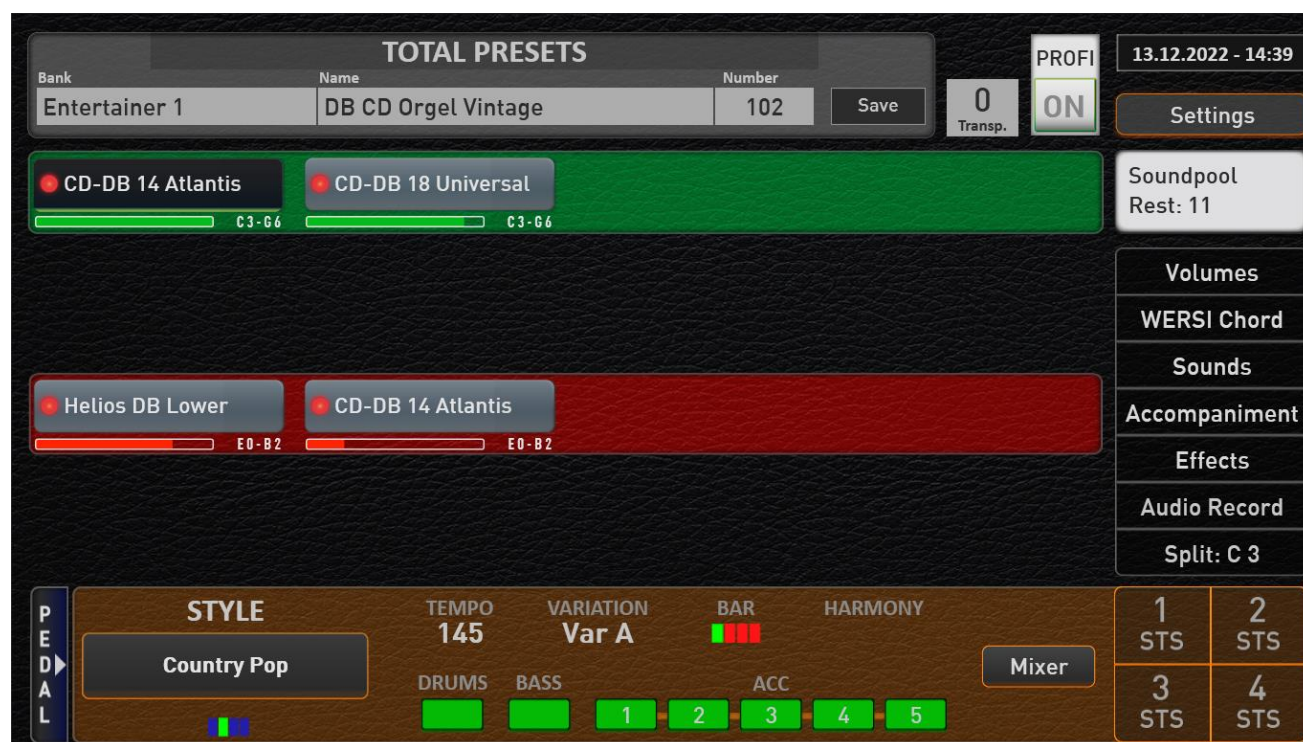 TOTAL PRESETS
Bank
Name
Number
Entertainer 1
DB CD Orgel Vintage
102
Save
0
Transp.
PROFI
ON
13.12.2022 - 14:39
Settings
CD-DB 14 Atlantis
C3-G6
CD-DB 18 Universal
C3-G6
Soundpool
Rest: 11
Volumes
WERSI Chord
Sounds
Accompaniment
Effects
Audio Record
Split: C 3
Helios DB Lower
E0-B2
CD-DB 14 Atlantis
E0-B2
PEDAL
STYLE
Country Pop
TEMPO
145
VARIATION
Var A
BAR
HARMONY
DRUMS
BASS
ACC
1
2
3
4
5
Mixer
1
STS
2
STS
3
STS
4
STS